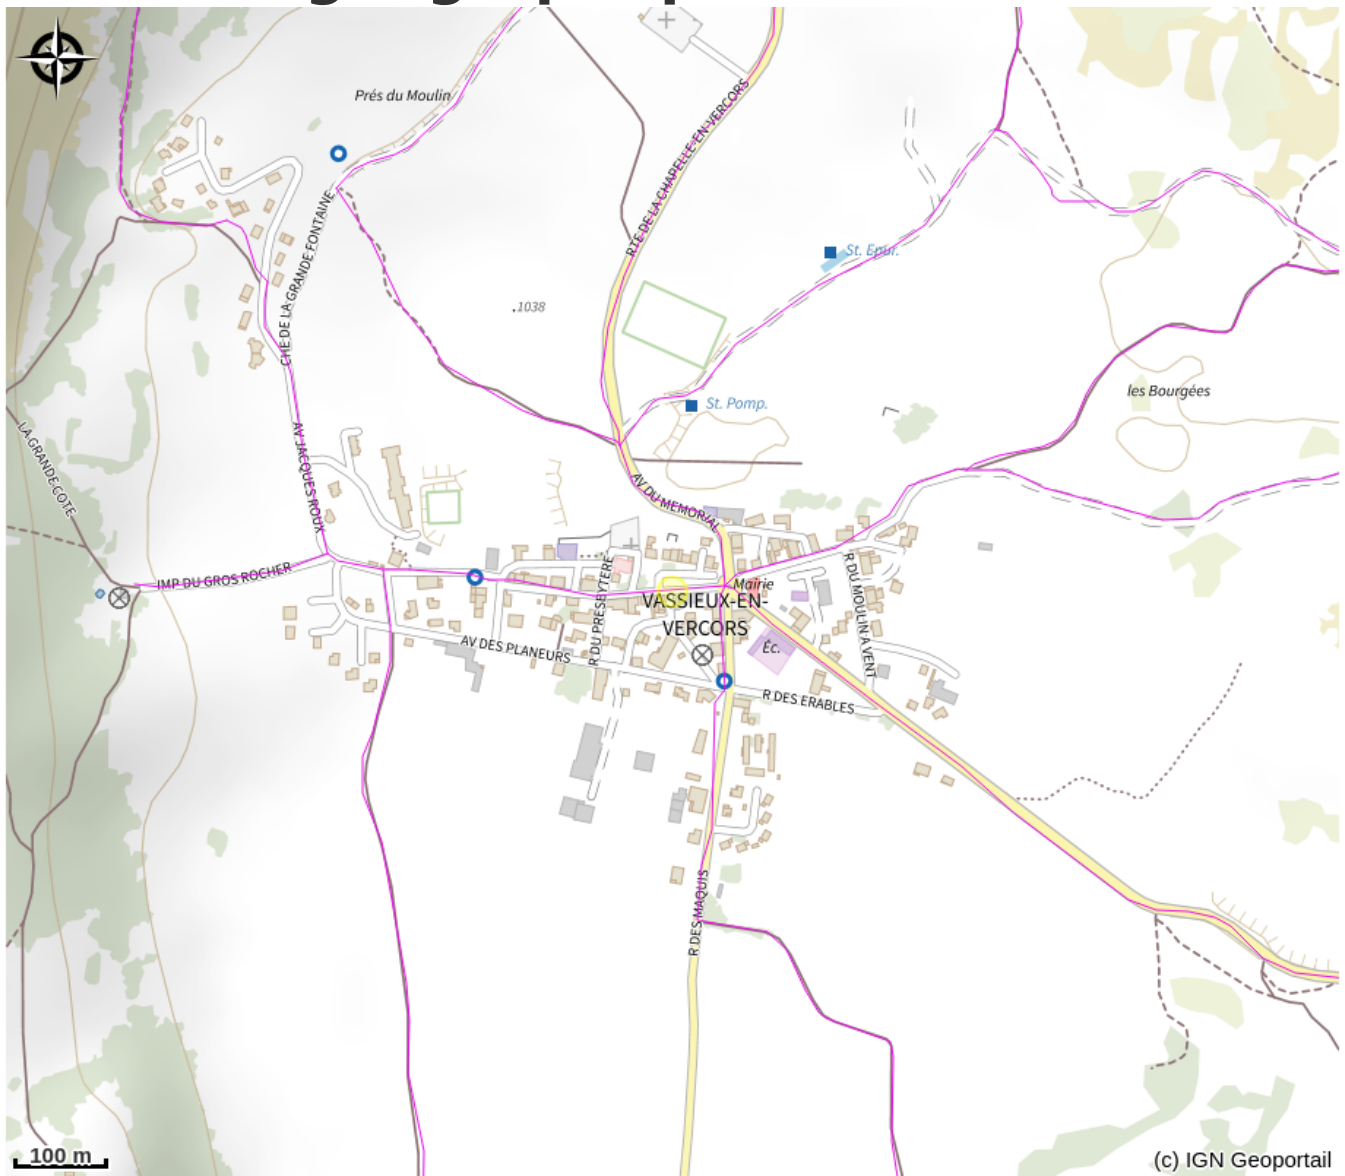 Prés du Moulin
RTE DE LA CHAPELLE-EN-VERCORS
CHE DE LA GRANDE FONTAINE
St. Epur.
.1038
les Bourgées
St. Pomp.
LA GRANDE COTE
AV JACQUES ROUX
AV DU MEMORIAL
IMP DU GROS ROCHER
Mairie
VASSIEUX-EN-
VERCORS
R DU PRESBYTERE
R DU MOULIN A VENT
AV DES PLANEURS
Éc.
R DES ERABLES
R DES MAQUIS
100 m
(c) IGN Geoportail